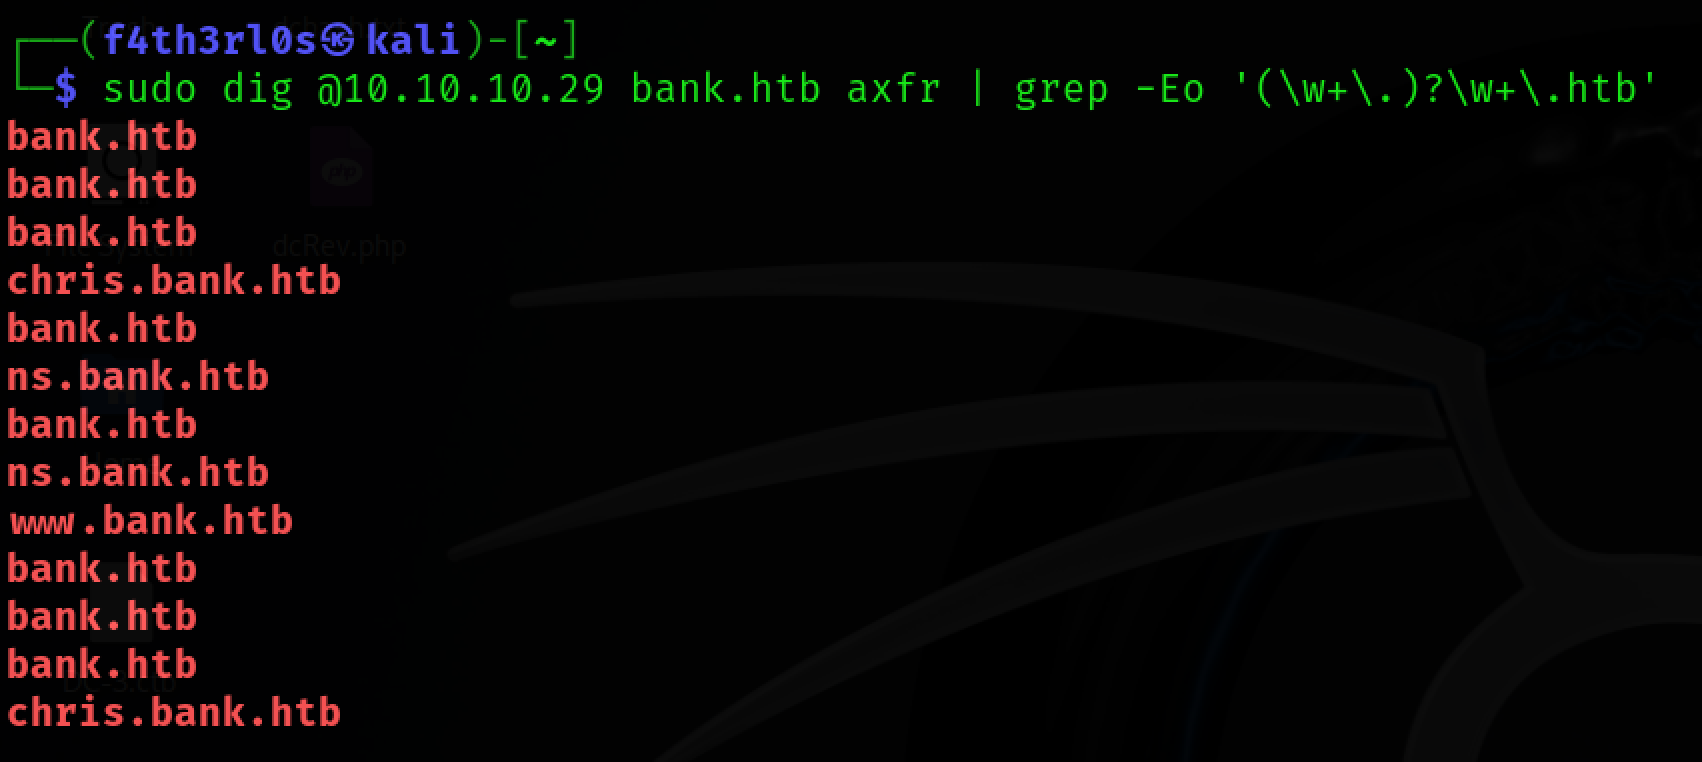 ┌──(f4th3rl0s㉿kali)-[~]
└─$ sudo dig @10.10.10.29 bank.htb axfr | grep -Eo '(\w+\.)?\w+\.htb'
bank.htb
bank.htb
bank.htb
dcRev.php
chris.bank.htb
bank.htb
ns.bank.htb
bank.htb
ns.bank.htb
www.bank.htb
bank.htb
bank.htb
bank.htb
chris.bank.htb